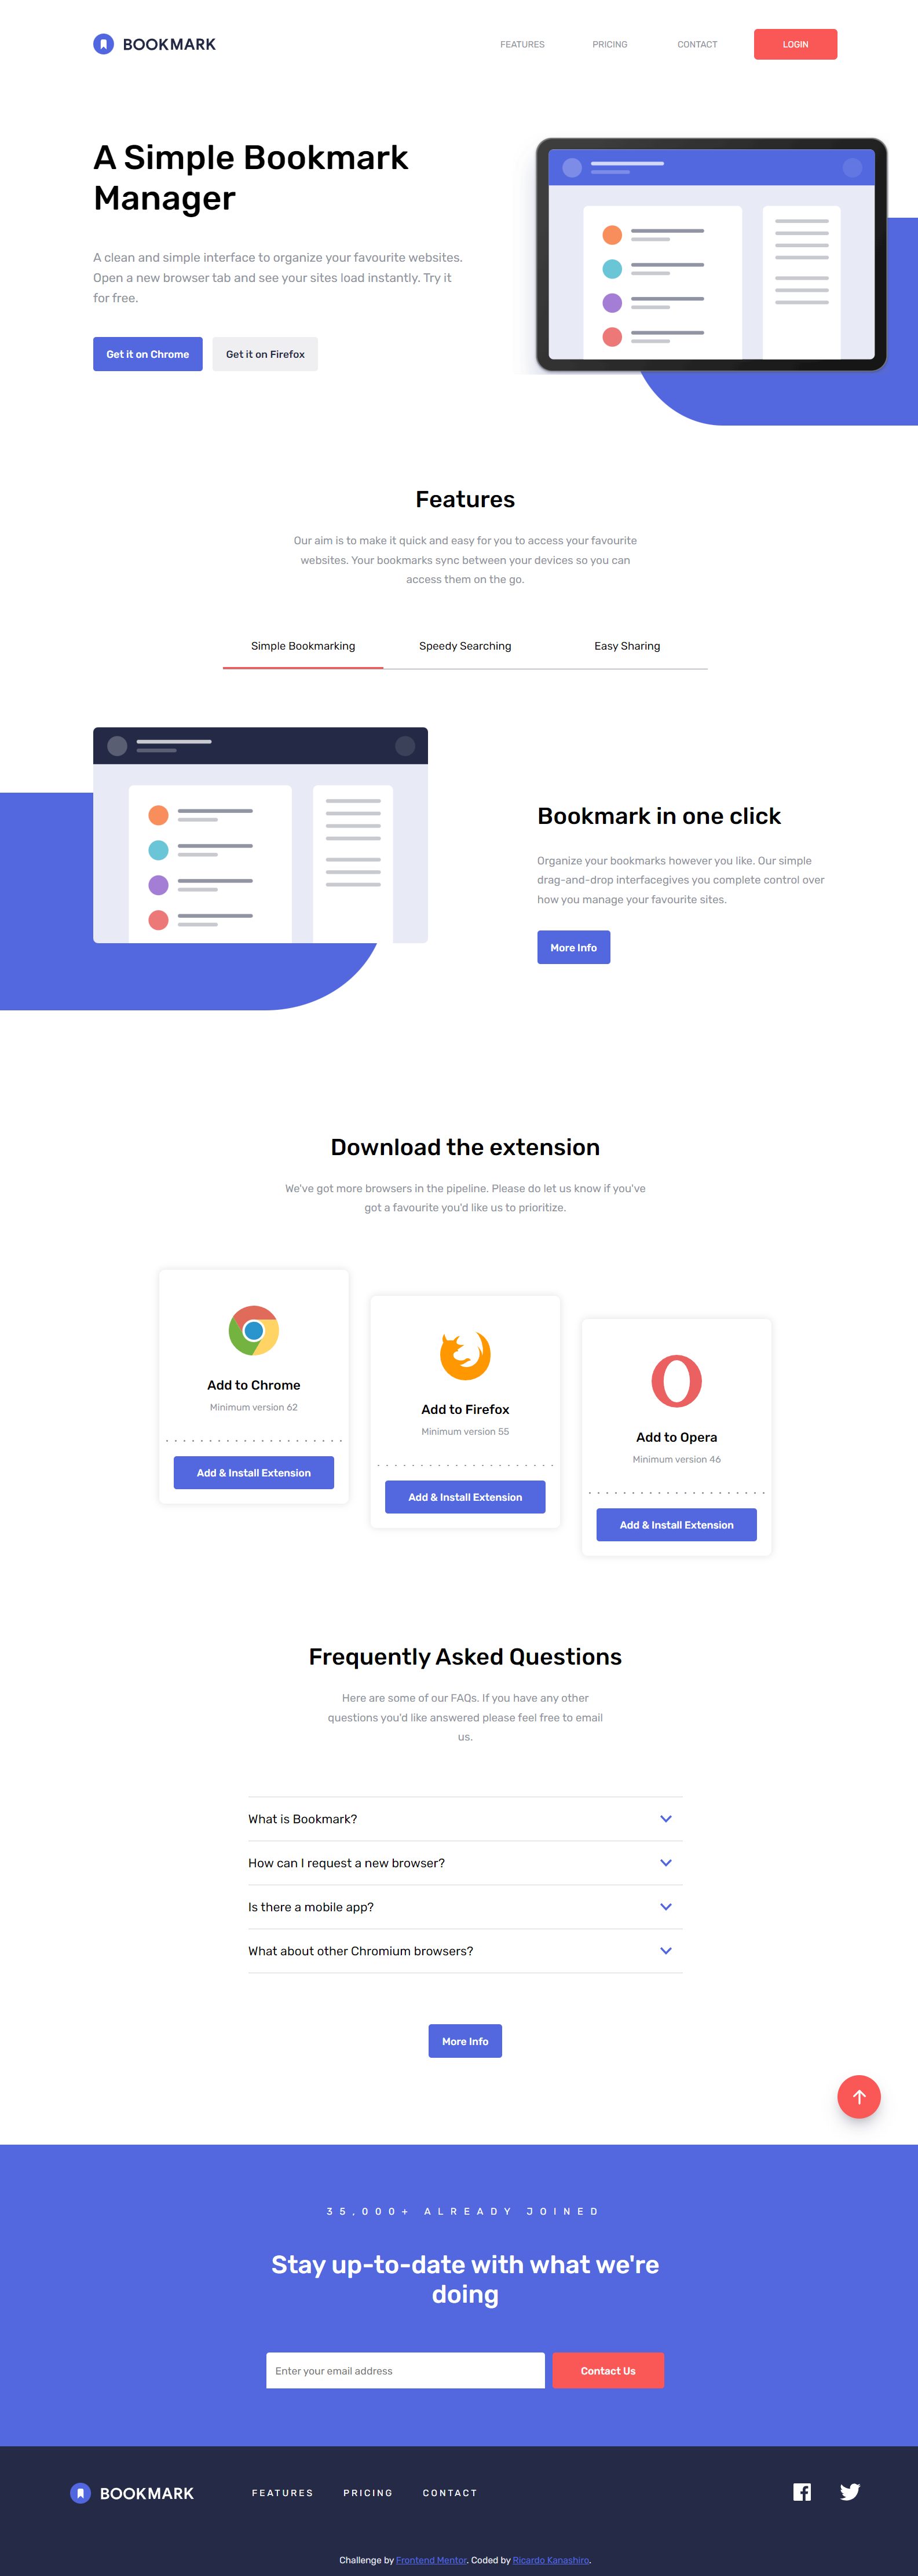 BOOKMARK
FEATURES
PRICING
CONTACT
LOGIN
A Simple Bookmark
Manager
A clean and simple interface to organize your favourite websites.
Open a new browser tab and see your sites load instantly. Try it
for free.
Get it on Chrome
Get it on Firefox
Features
Our aim is to make it quick and easy for you to access your favourite
websites. Your bookmarks sync between your devices so you can
access them on the go.
Simple Bookmarking
Speedy Searching
Easy Sharing
Bookmark in one click
Organize your bookmarks however you like. Our simple
drag-and-drop interfacegives you complete control over
how you manage your favourite sites.
More Info
Download the extension
We've got more browsers in the pipeline. Please do let us know if you've
got a favourite you'd like us to prioritize.
Add to Chrome
Minimum version 62
Add & Install Extension
Add to Firefox
Minimum version 55
Add & Install Extension
Add to Opera
Minimum version 46
Add & Install Extension
Frequently Asked Questions
Here are some of our FAQs. If you have any other
questions you'd like answered please feel free to email
us.
What is Bookmark?
How can I request a new browser?
Is there a mobile app?
What about other Chromium browsers?
More Info
35,000+ ALREADY JOINED
Stay up-to-date with what we're
doing
Enter your email address
Contact Us
BOOKMARK
FEATURES
PRICING
CONTACT
Challenge by Frontend Mentor. Coded by Ricardo Kanashiro.